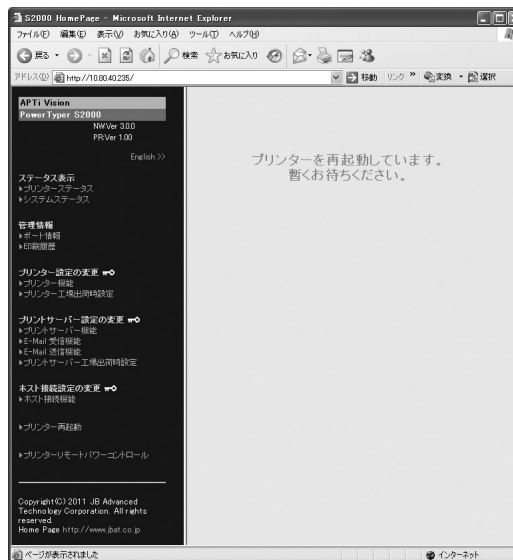 S2000 HomePage - Microsoft Internet Explorer
ファイル(F) 編集(E) 表示(V) お気に入り(A) ツール(T) ヘルプ(H)
戻る 検索 お気に入り
アドレス(D) http://10.80.40.235/ 移動 リンク » 変換 選択
APTi Vision
PowerTyper S2000
NWVer 3.0.0
PRVer 1.00
English >>
ステータス表示
プリンターステータス
システムステータス
管理情報
ポート情報
印刷履歴
プリンター設定の変更
プリンター機能
プリンター工場出荷時設定
プリントサーバー設定の変更
プリントサーバー機能
E-Mail 受信機能
E-Mail 送信機能
プリントサーバー工場出荷時設定
ホスト接続設定の変更
ホスト接続機能
プリンター再起動
プリンターリモートパワーコントロール
Copyright(C) 2011 JB Advanced
Technology Corporation. All rights
reserved.
Home Page http://www.jbat.co.jp
プリンターを再起動しています。
暫くお待ちください。
ページが表示されました インターネット